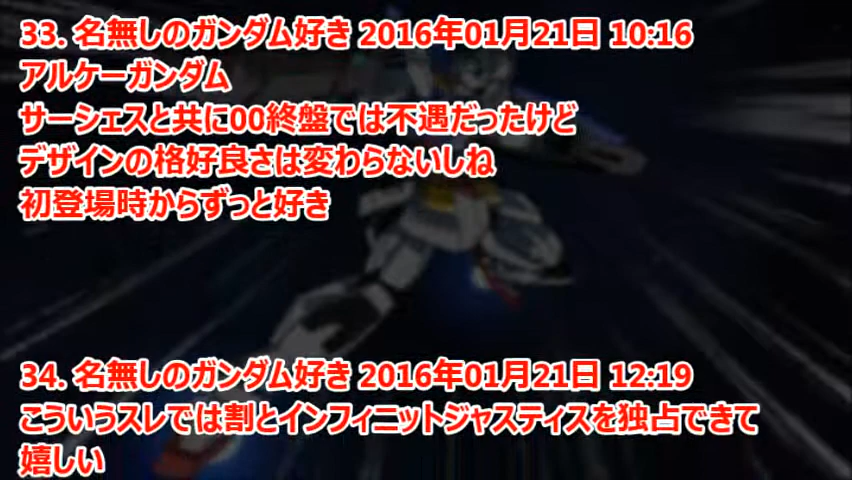 33. 名無しのガンダム好き 2016年01月21日 10:16
アルケーガンダム
サーシェスと共に00終盤では不遇だったけど
デザインの格好良さは変わらないしね
初登場時からずっと好き
34. 名無しのガンダム好き 2016年01月21日 12:19
こういうスレでは割とインフィニットジャスティスを独占できて
嬉しい